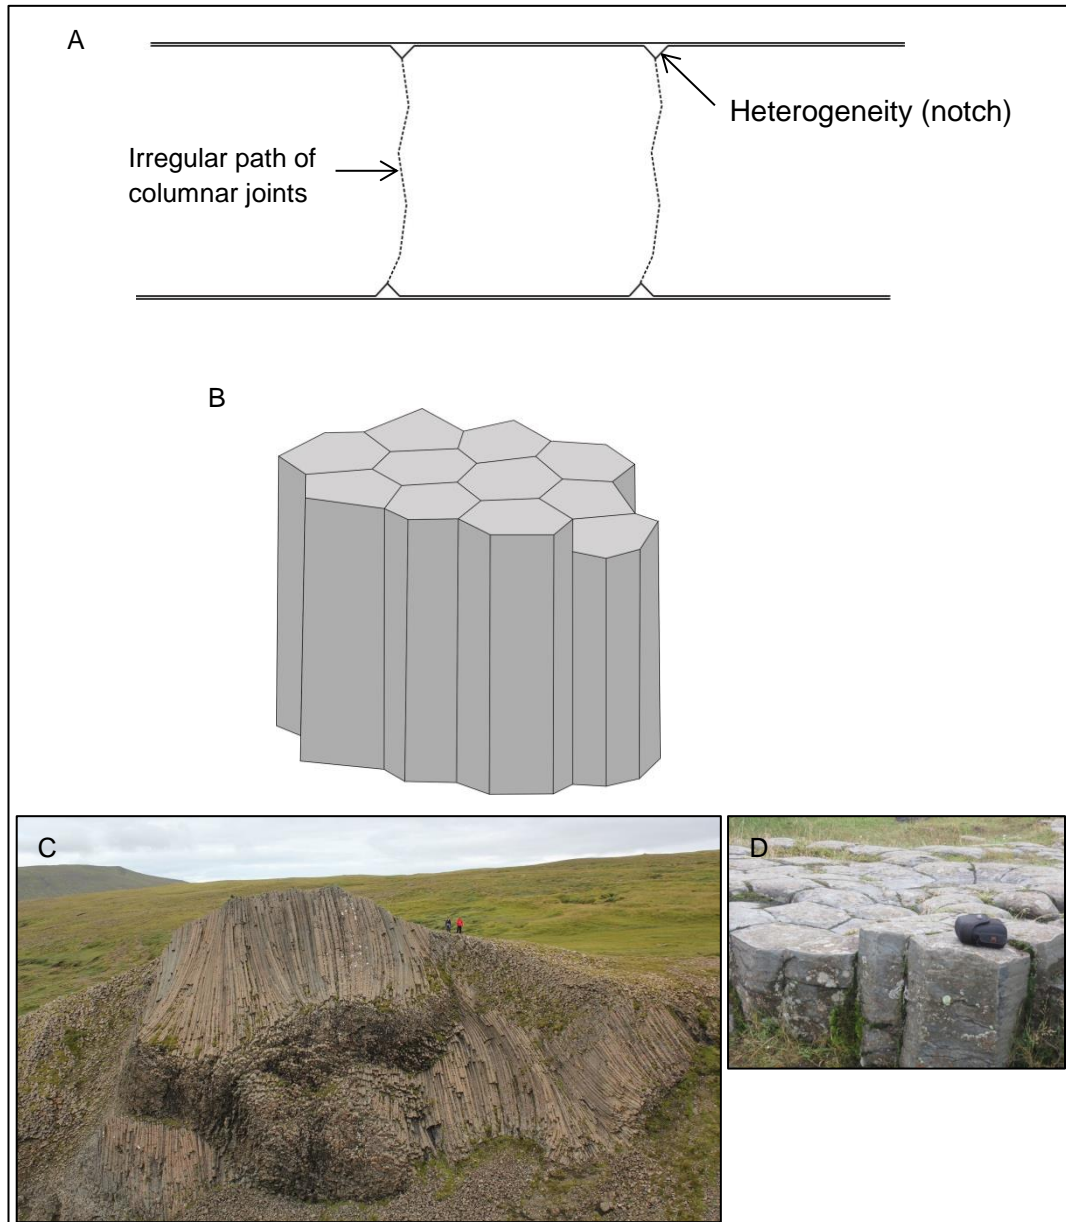 A
Heterogeneity (notch)
Irregular path of
columnar joints
B
C
D